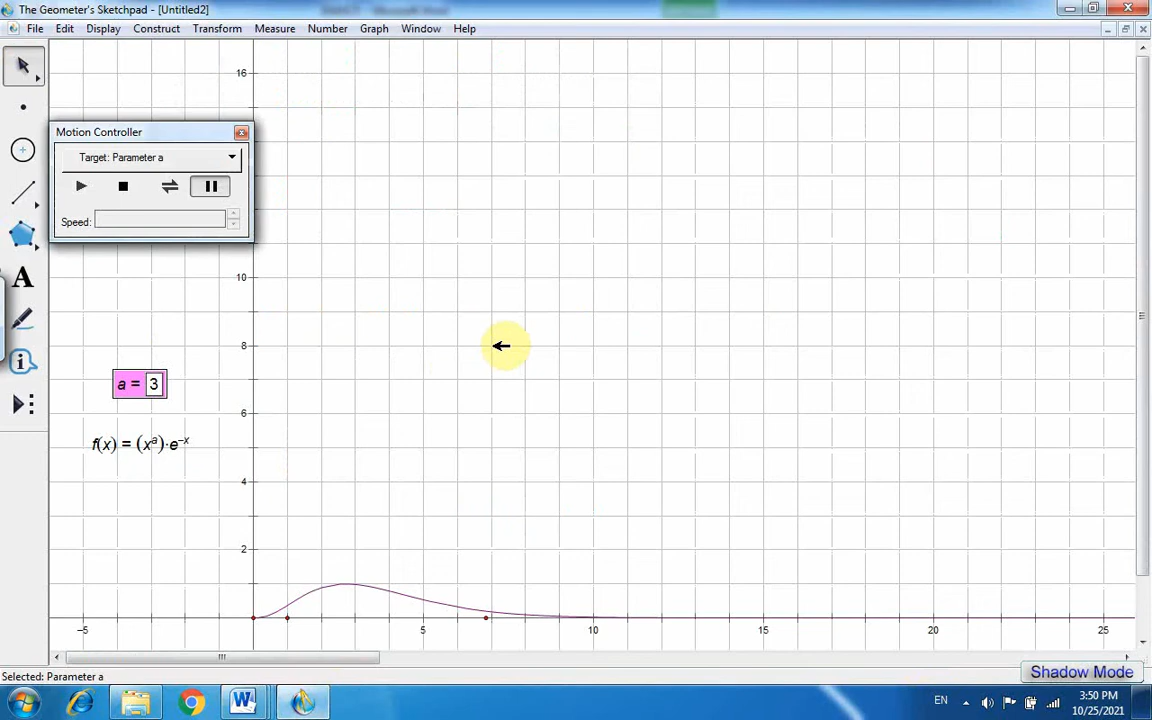 The Geometer's Sketchpad - [Untitled2]
File Edit Display Construct Transform Measure Number Graph Window Help
16
Motion Controller
Target: Parameter a
Speed:
10
8
a = 3
6
f(x) = (xᵃ)·e⁻ˣ
4
2
-5 5 10 15 20 25
A
Selected: Parameter a
Shadow Mode
EN
3:50 PM
10/25/2021